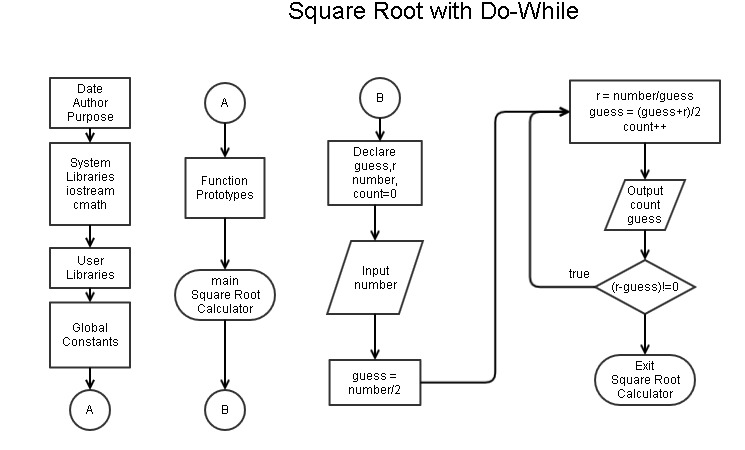 Square Root with Do-While
Date
Author
Purpose
System
Libraries
iostream
cmath
User
Libraries
Global
Constants
A
A
Function
Prototypes
main
Square Root
Calculator
B
B
Declare
guess,r
number,
count=0
Input
number
guess =
number/2
r = number/guess
guess = (guess+r)/2
count++
Output
count
guess
true
(r-guess)!=0
Exit
Square Root
Calculator